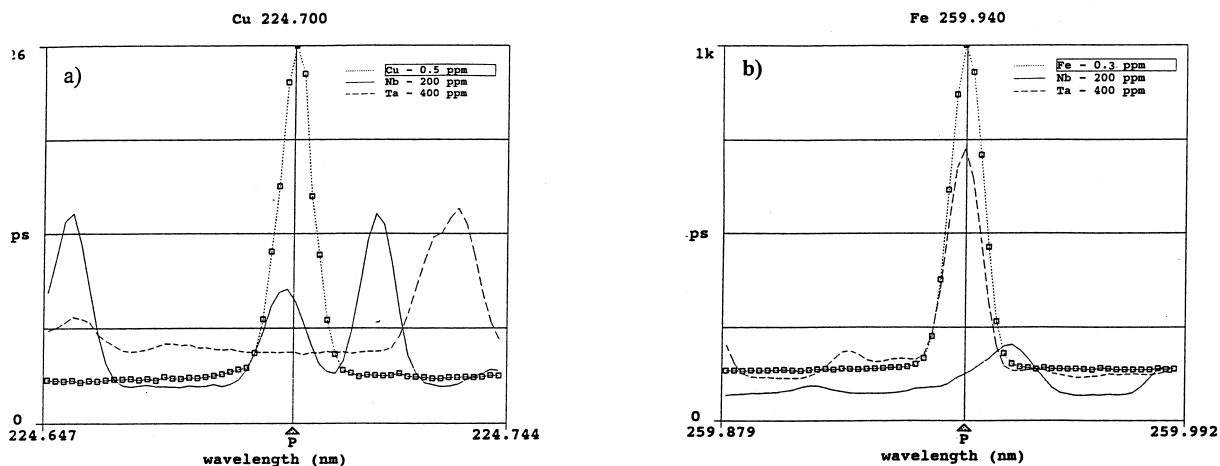 Cu 224.700
26
a)
Cu - 0.5 ppm
Nb - 200 ppm
Ta - 400 ppm
ps
0
224.647
P
224.744
wavelength (nm)
Fe 259.940
1k
b)
Fe - 0.3 ppm
Nb - 200 ppm
Ta - 400 ppm
ps
0
259.879
P
259.992
wavelength (nm)